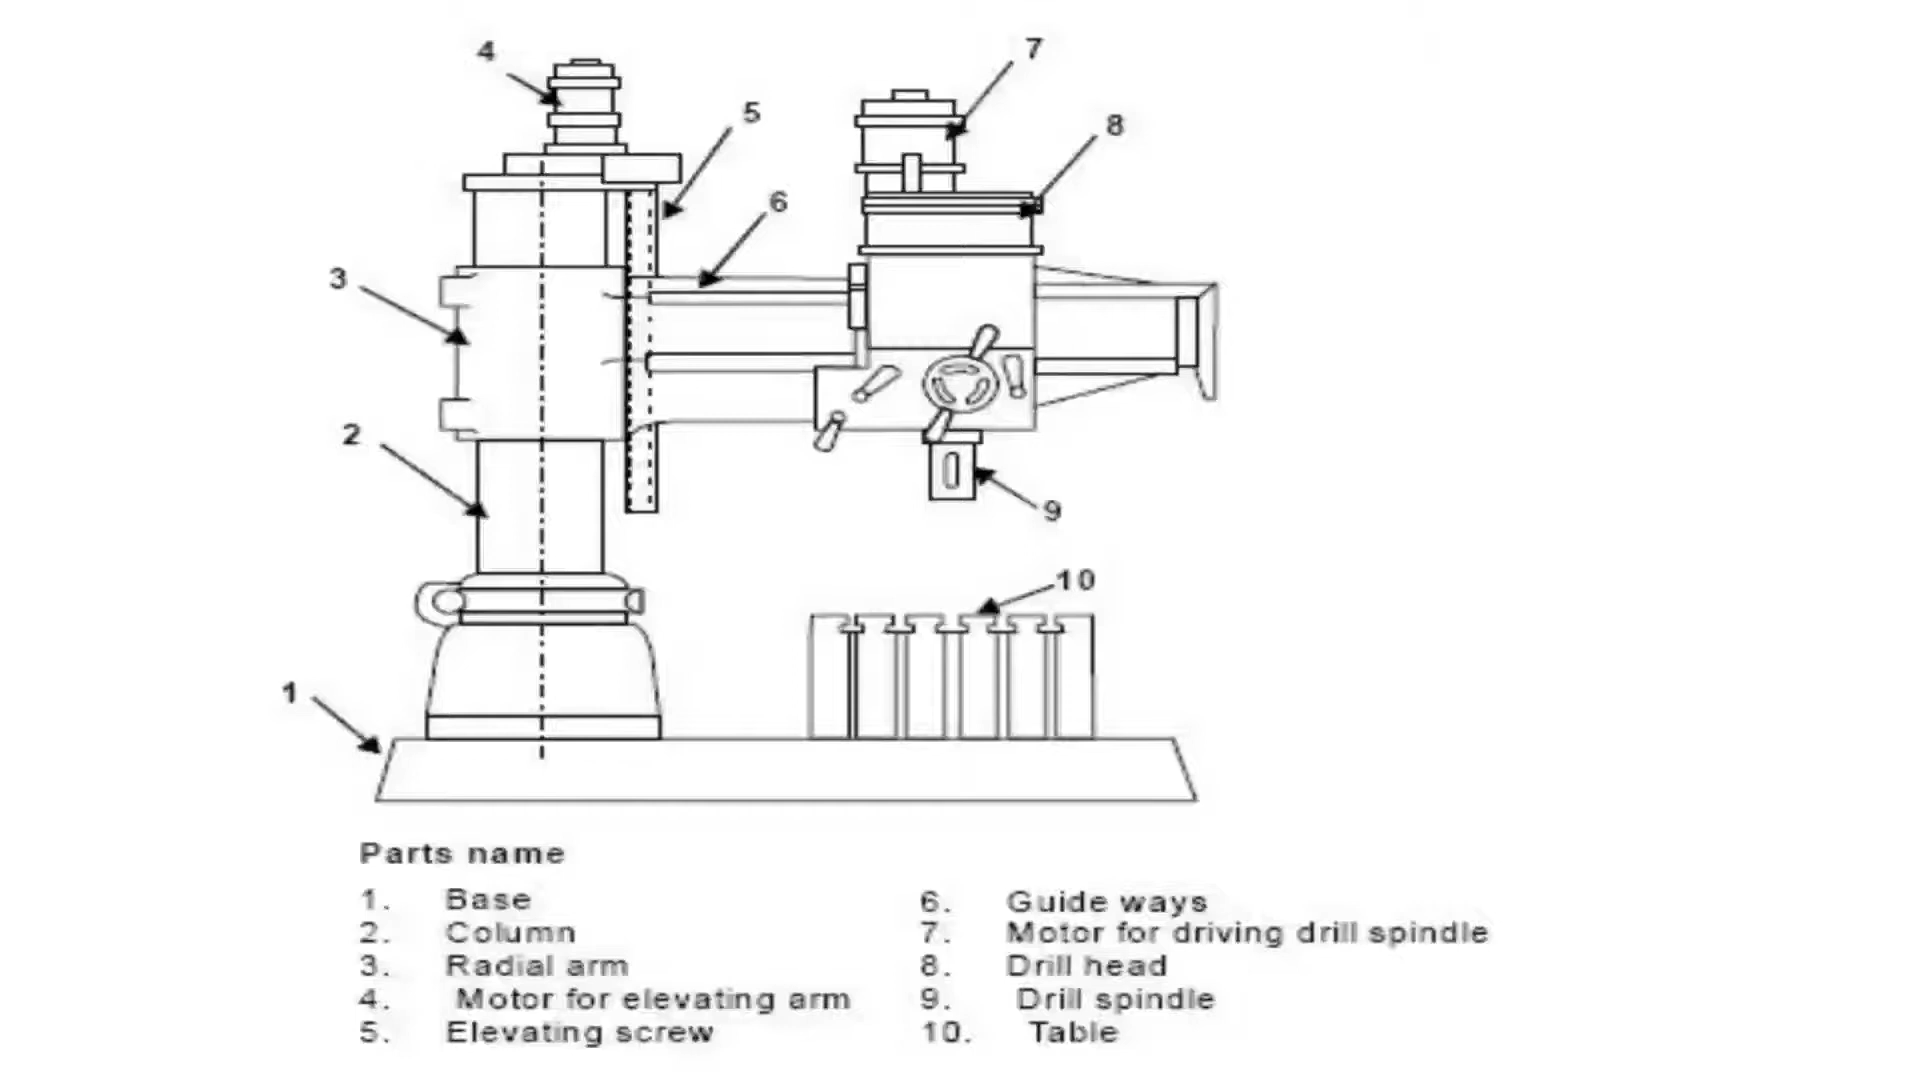 4
7
5
8
6
3
2
9
10
1
Parts name
1. Base
2. Column
3. Radial arm
4. Motor for elevating arm
5. Elevating screw
6. Guide ways
7. Motor for driving drill spindle
8. Drill head
9. Drill spindle
10. Table